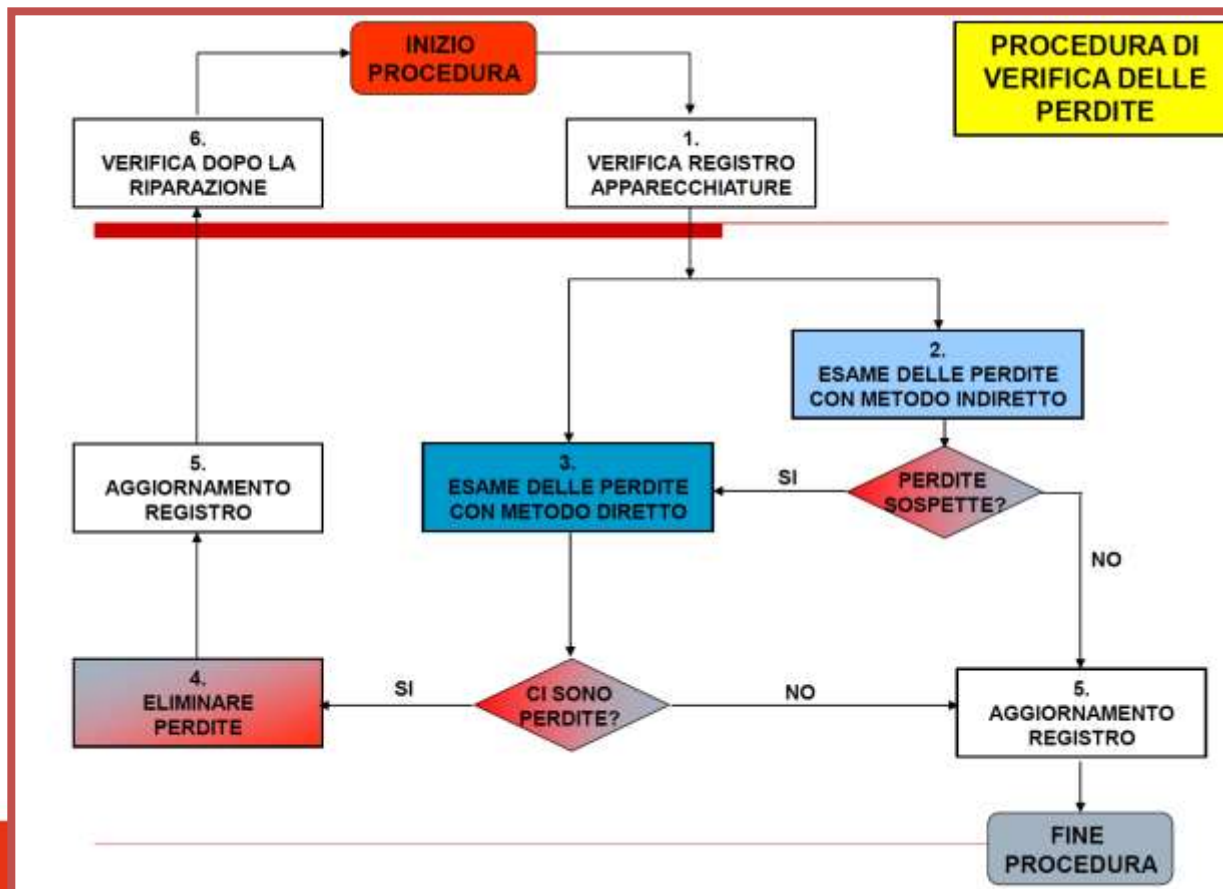 INIZIO
PROCEDURA
PROCEDURA DI
VERIFICA DELLE
PERDITE
6.
VERIFICA DOPO LA
RIPARAZIONE
1.
VERIFICA REGISTRO
APPARECCHIATURE
2.
ESAME DELLE PERDITE
CON METODO INDIRETTO
5.
AGGIORNAMENTO
REGISTRO
3.
ESAME DELLE PERDITE
CON METODO DIRETTO
SI
PERDITE
SOSPETTE?
NO
4.
ELIMINARE
PERDITE
SI
CI SONO
PERDITE?
NO
5.
AGGIORNAMENTO
REGISTRO
FINE
PROCEDURA